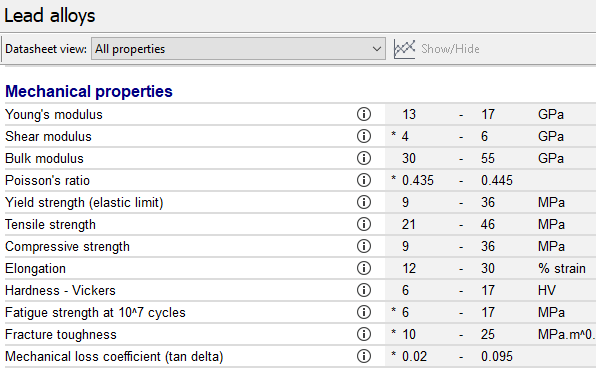 Lead alloys
Datasheet view: All properties Show/Hide
Mechanical properties
Young's modulus 13 - 17 GPa
Shear modulus * 4 - 6 GPa
Bulk modulus 30 - 55 GPa
Poisson's ratio * 0.435 - 0.445
Yield strength (elastic limit) 9 - 36 MPa
Tensile strength 21 - 46 MPa
Compressive strength 9 - 36 MPa
Elongation 12 - 30 % strain
Hardness - Vickers 6 - 17 HV
Fatigue strength at 10^7 cycles * 6 - 17 MPa
Fracture toughness * 10 - 25 MPa.m^0.
Mechanical loss coefficient (tan delta) * 0.02 - 0.095